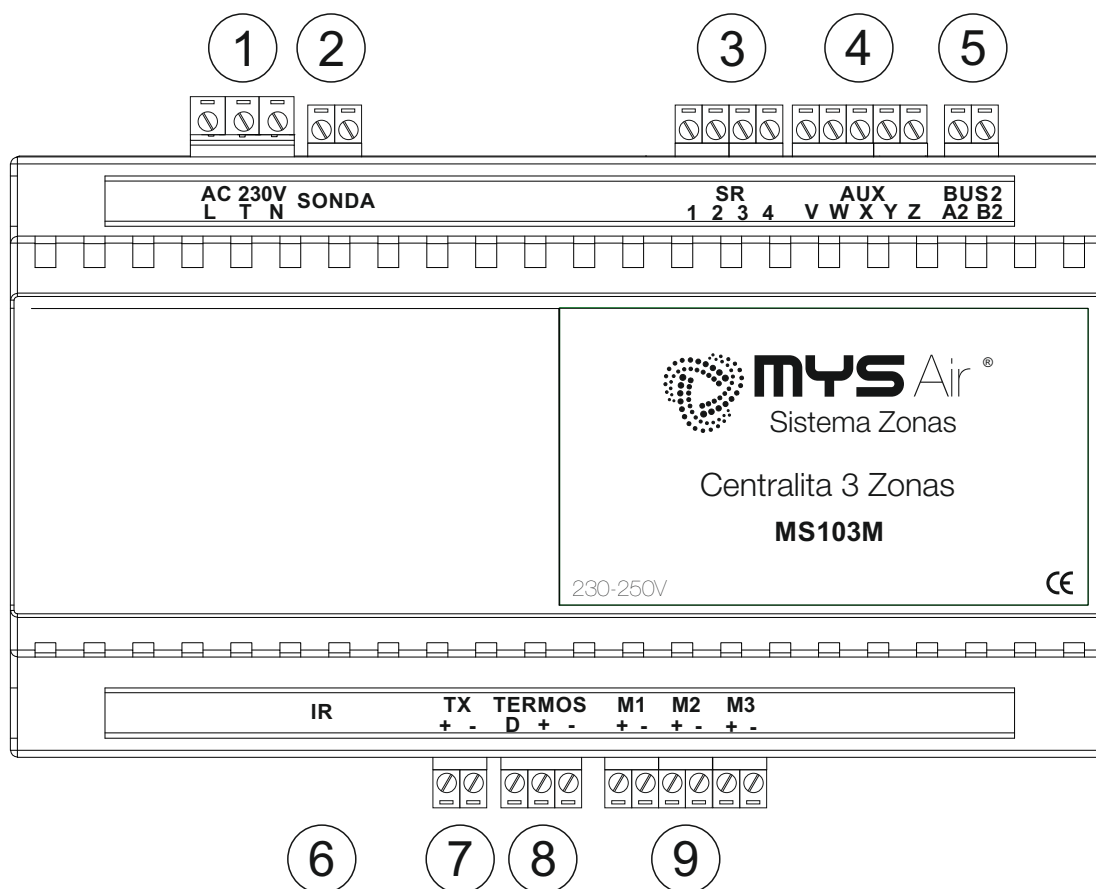 1 2 3 4 5
AC 230V SONDA SR AUX BUS2
L T N 1 2 3 4 V W X Y Z A2 B2
MYS Air ®
Sistema Zonas
Centralita 3 Zonas
MS103M
230-250V CE
IR TX TERMOS M1 M2 M3
+ - D + - + - + - + -
6 7 8 9